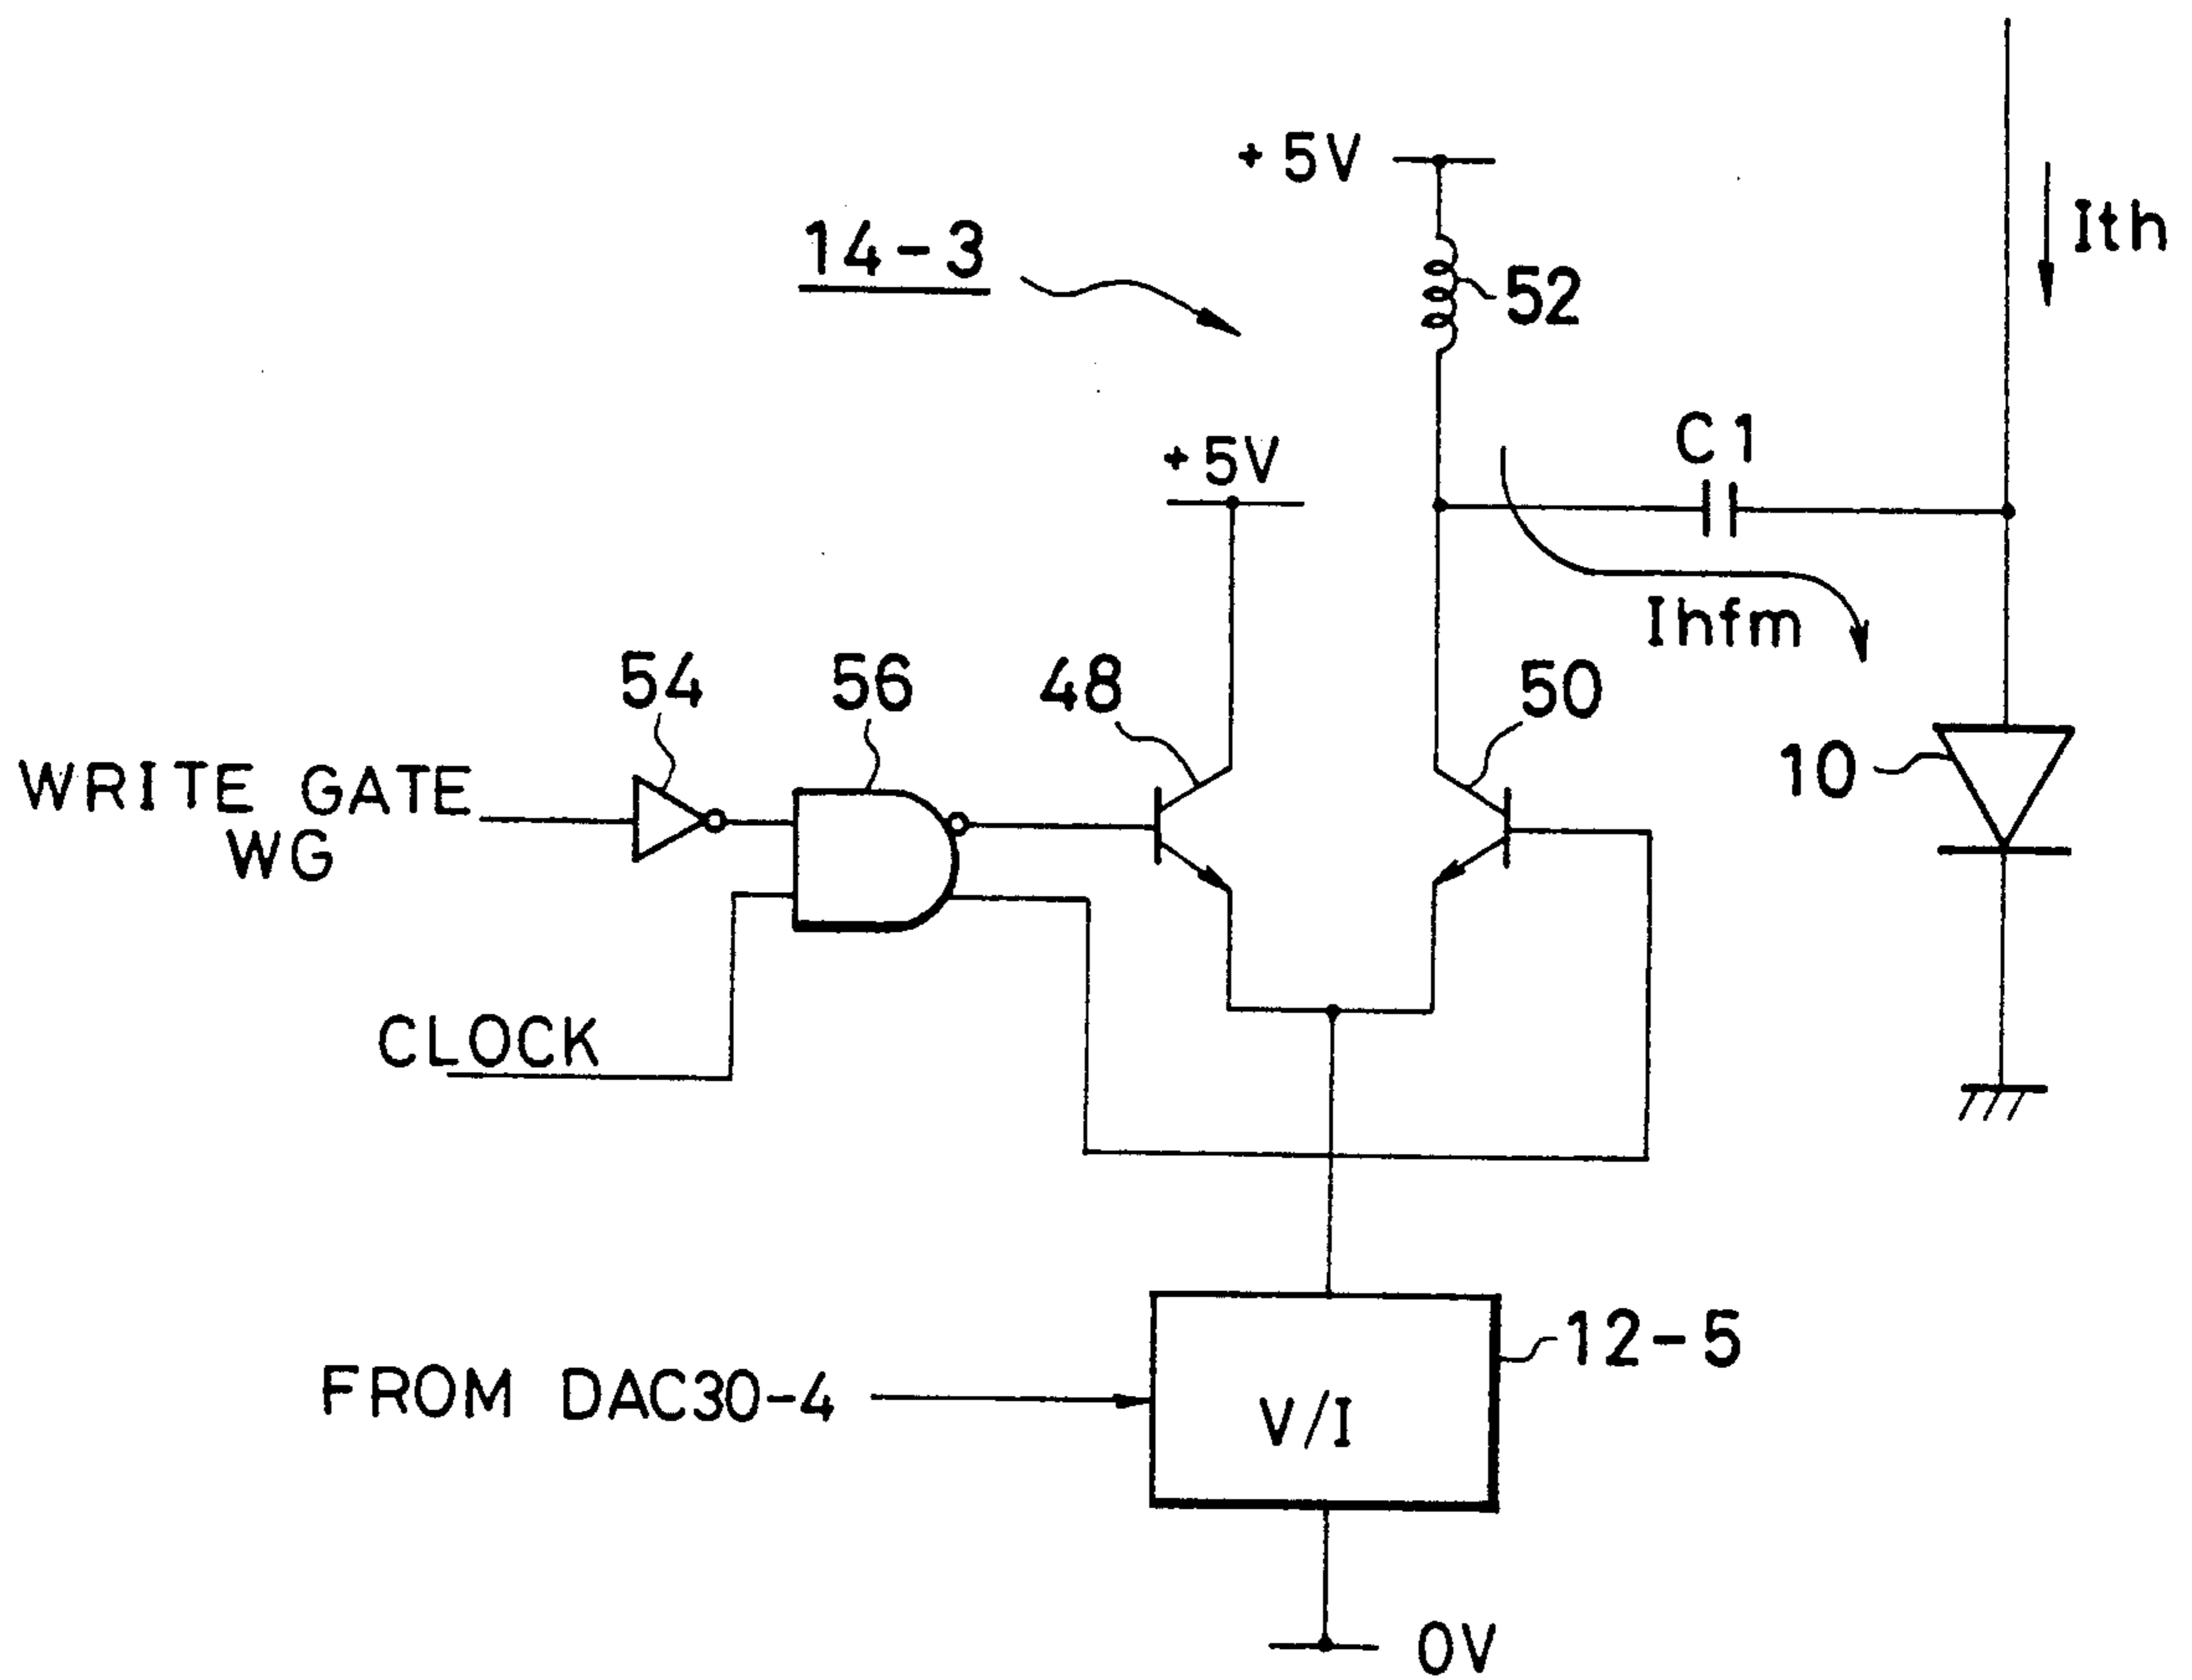 +5V
Ith
14-3
52
+5V
C1
Ihfm
54
56
48
50
10
WRITE GATE
WG
CLOCK
12-5
FROM DAC30-4
V/I
0V